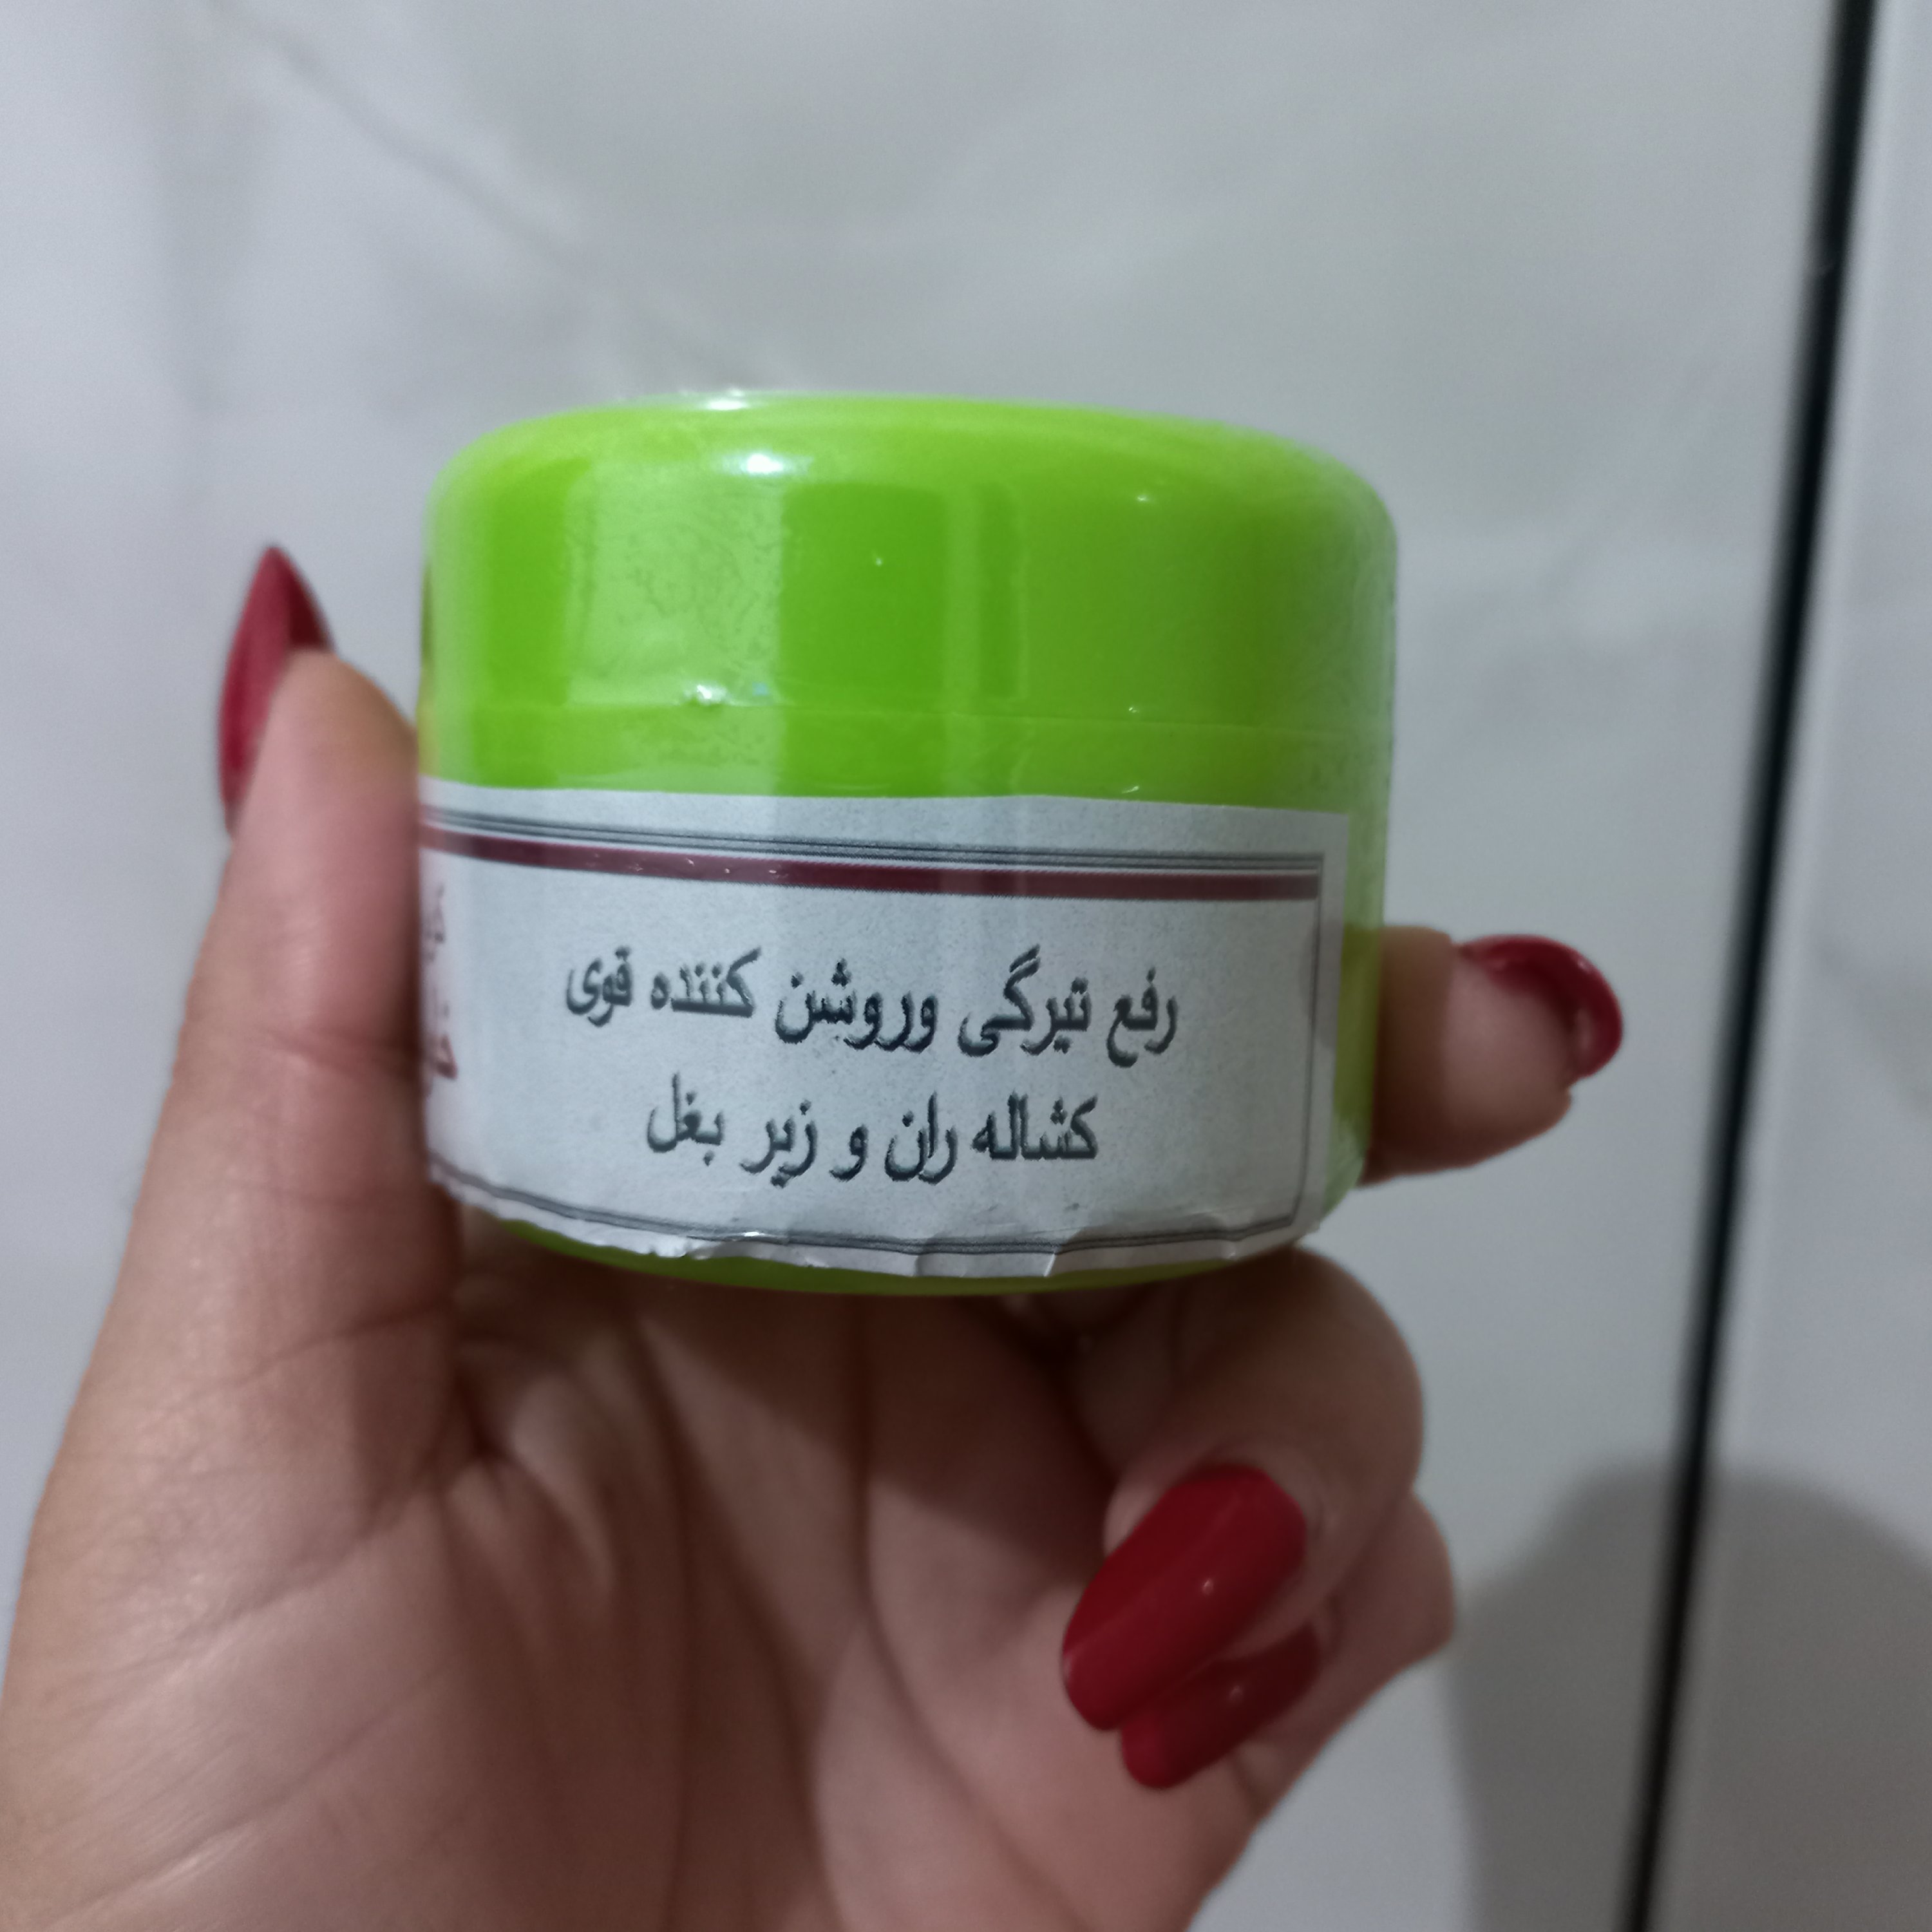 رفع تیرگی وروشن کننده قوی
کشاله ران و زیر بغل